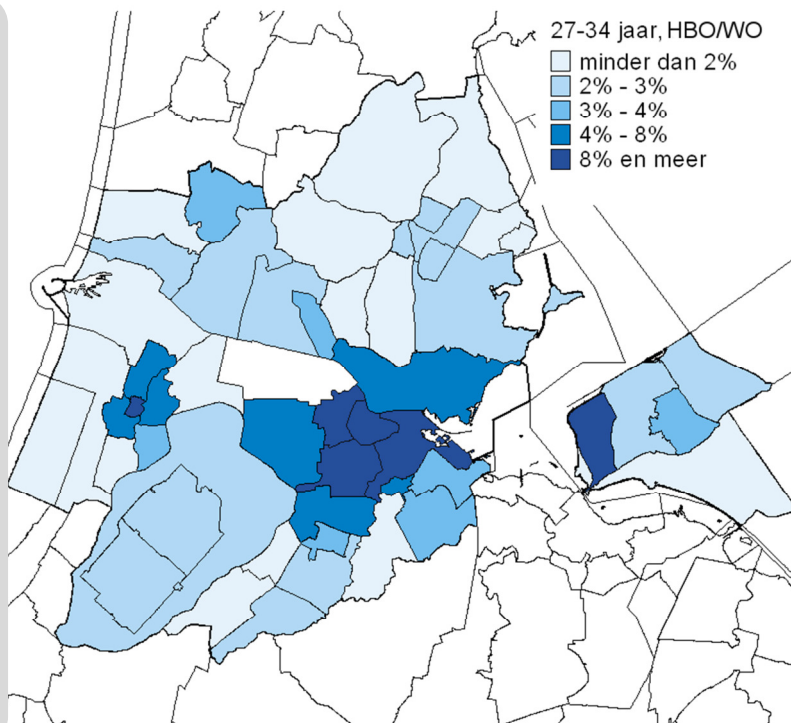 27-34 jaar, HBO/WO
minder dan 2%
2% - 3%
3% - 4%
4% - 8%
8% en meer